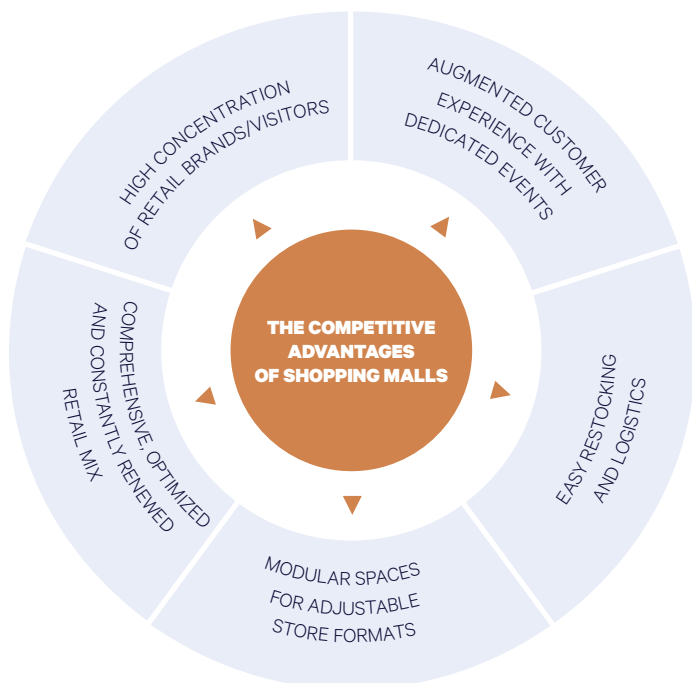 THE COMPETITIVE
ADVANTAGES
OF SHOPPING MALLS
HIGH CONCENTRATION
OF RETAIL BRANDS/VISITORS
AUGMENTED CUSTOMER
EXPERIENCE WITH
DEDICATED EVENTS
EASY RESTOCKING
AND LOGISTICS
MODULAR SPACES
FOR ADJUSTABLE
STORE FORMATS
COMPREHENSIVE, OPTIMIZED
AND CONSTANTLY RENEWED
RETAIL MIX